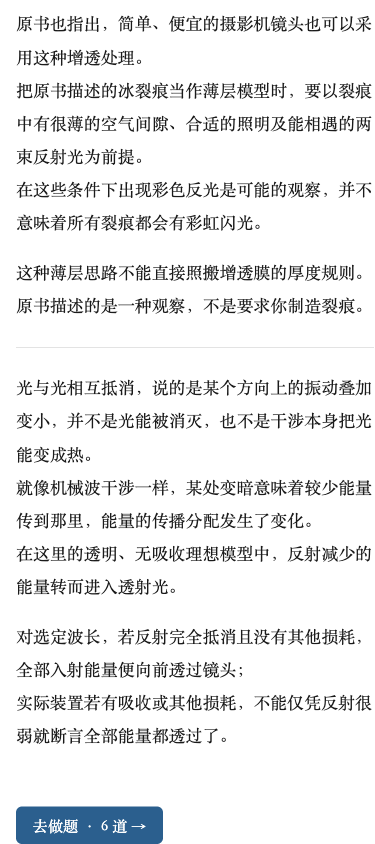 原书也指出，简单、便宜的摄影机镜头也可以采
用这种增透处理。
把原书描述的冰裂痕当作薄层模型时，要以裂痕
中有很薄的空气间隙、合适的照明及能相遇的两
束反射光为前提。
在这些条件下出现彩色反光是可能的观察，并不
意味着所有裂痕都会有彩虹闪光。
这种薄层思路不能直接照搬增透膜的厚度规则。
原书描述的是一种观察，不是要求你制造裂痕。
光与光相互抵消，说的是某个方向上的振动叠加
变小，并不是光能被消灭，也不是干涉本身把光
能变成热。
就像机械波干涉一样，某处变暗意味着较少能量
传到那里，能量的传播分配发生了变化。
在这里的透明、无吸收理想模型中，反射减少的
能量转而进入透射光。
对选定波长，若反射完全抵消且没有其他损耗，
全部入射能量便向前透过镜头；
实际装置若有吸收或其他损耗，不能仅凭反射很
弱就断言全部能量都透过了。
去做题 · 6 道 →